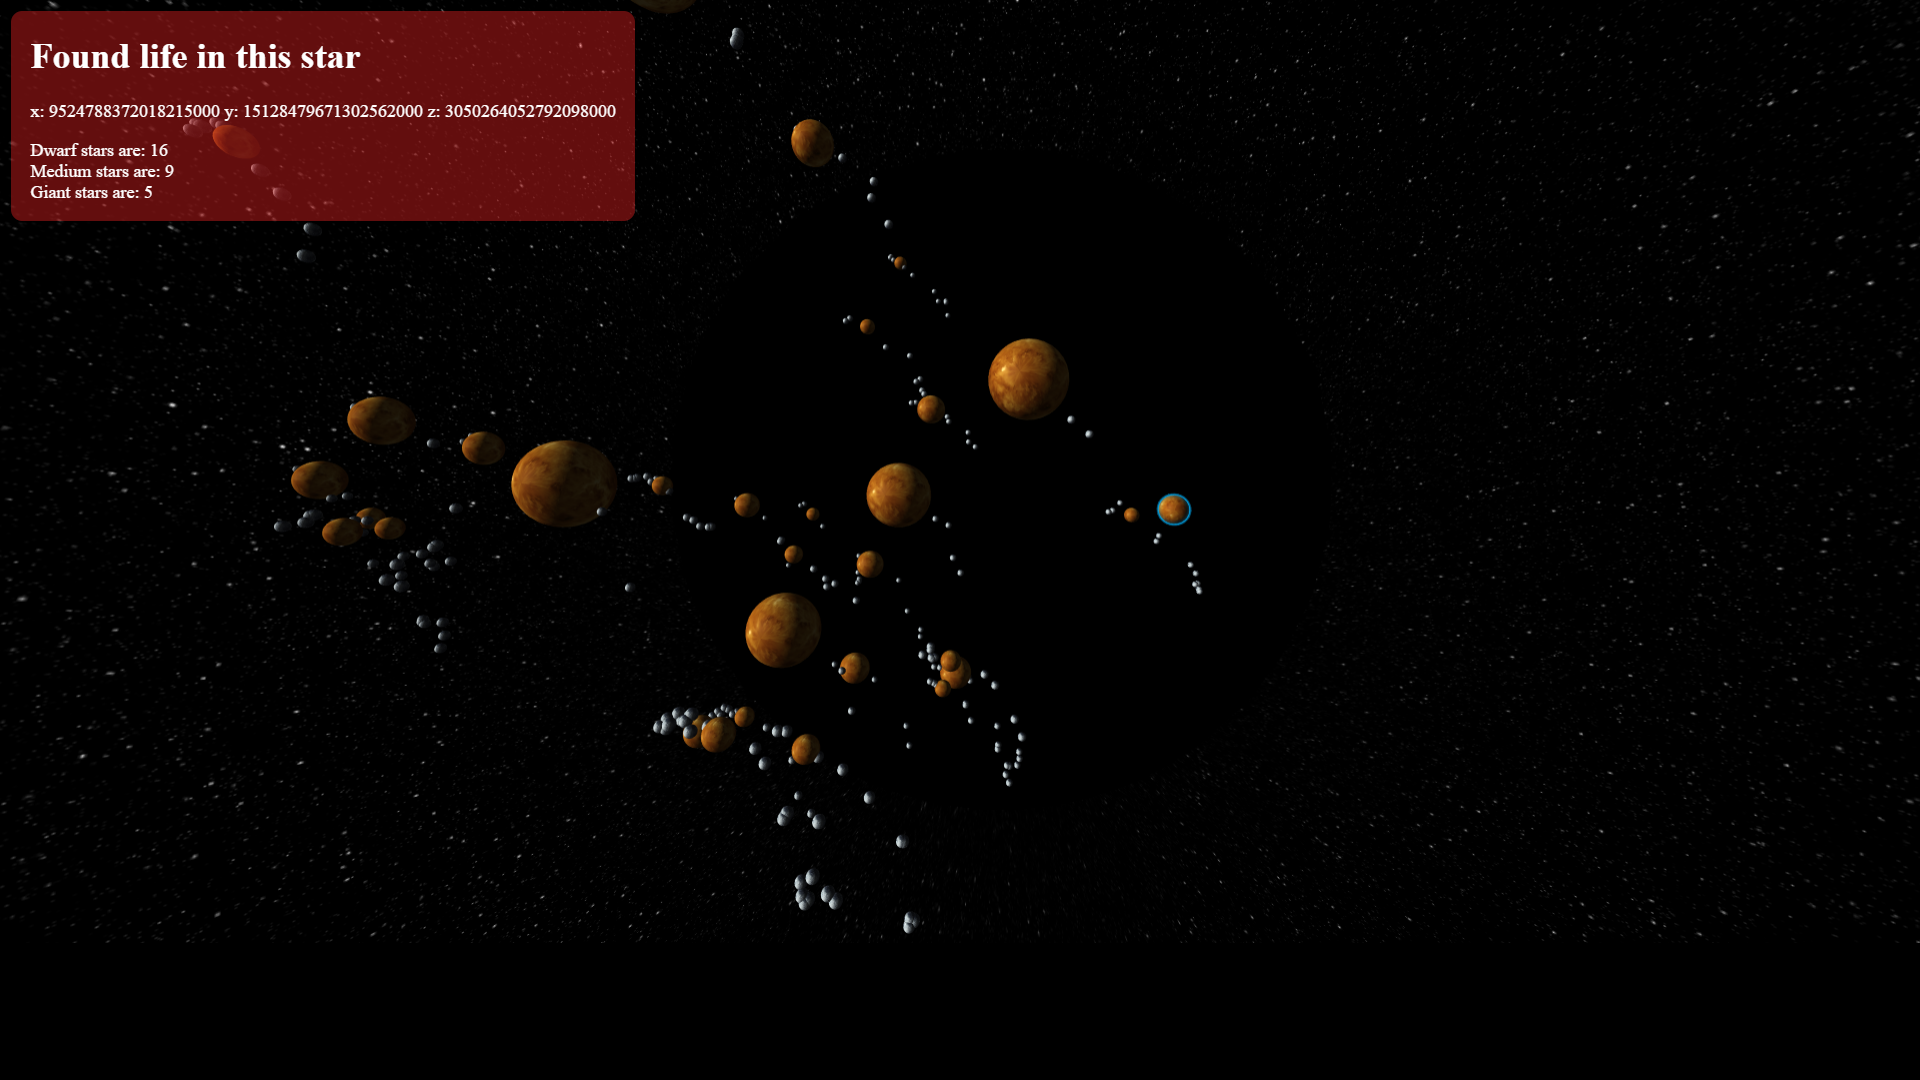 Found life in this star
x: 9524788372018215000 y: 15128479671302562000 z: 3050264052792098000
Dwarf stars are: 16
Medium stars are: 9
Giant stars are: 5